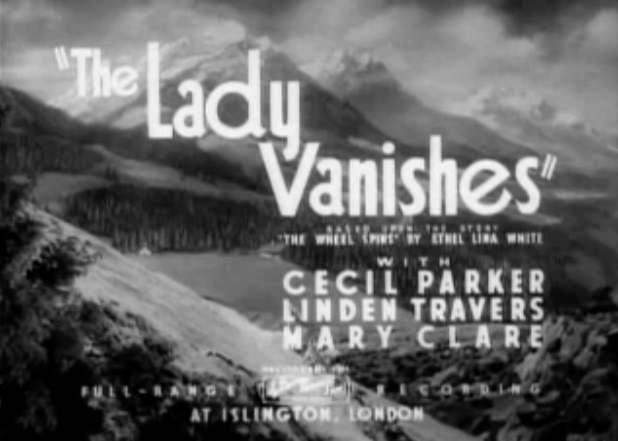 "The Lady
Vanishes"
BASED UPON THE STORY
"THE WHEEL SPINS" BY ETHEL LINA WHITE
WITH
CECIL PARKER
LINDEN TRAVERS
MARY CLARE
FULL-RANGE RECORDING
AT ISLINGTON, LONDON